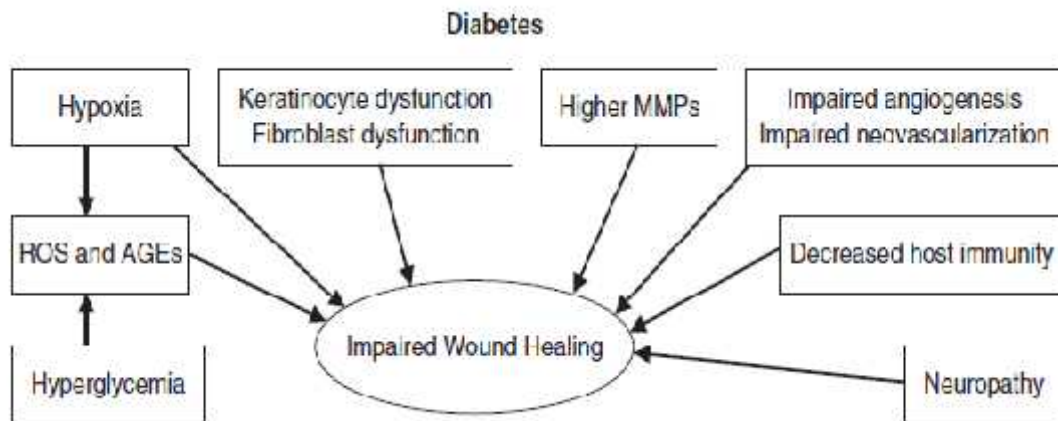 Diabetes
Hypoxia
Keratinocyte dysfunction
Fibroblast dysfunction
Higher MMPs
Impaired angiogenesis
Impaired neovascularization
ROS and AGEs
Decreased host immunity
Impaired Wound Healing
Hyperglycemia
Neuropathy